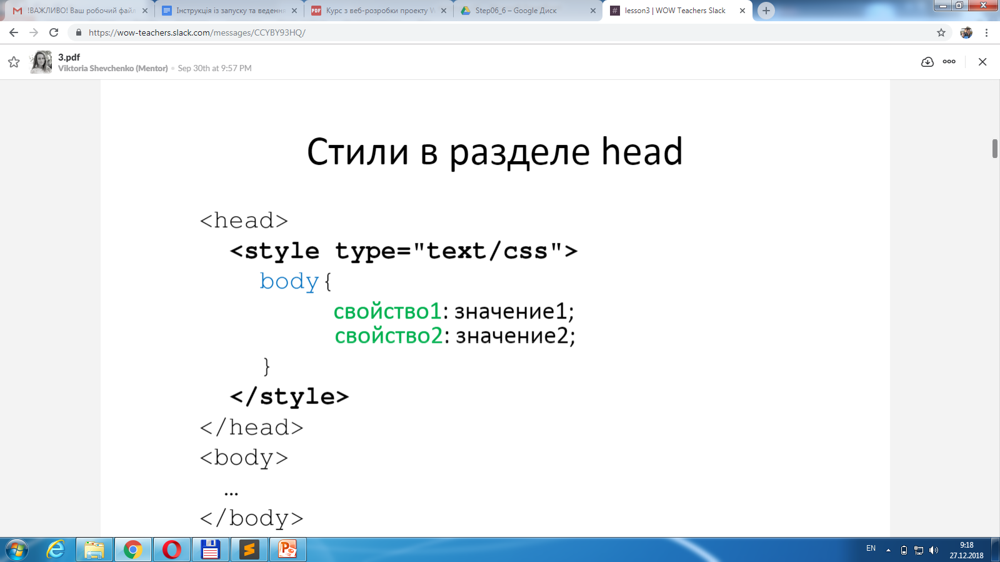 !ВАЖЛИВО! Ваш робочий файл
Інструкція із запуску та ведення
PDF
Курс з веб-розробки проекту W
Step06_6 – Google Диск
lesson3 | WOW Teachers Slack
https://wow-teachers.slack.com/messages/CCYBY93HQ/
3.pdf
Viktoria Shevchenko (Mentor) Sep 30th at 9:57 PM
Стили в разделе head
<head>
<style type="text/css">
body{
свойство1: значение1;
свойство2: значение2;
}
</style>
</head>
<body>
...
</body>
EN
9:18
27.12.2018